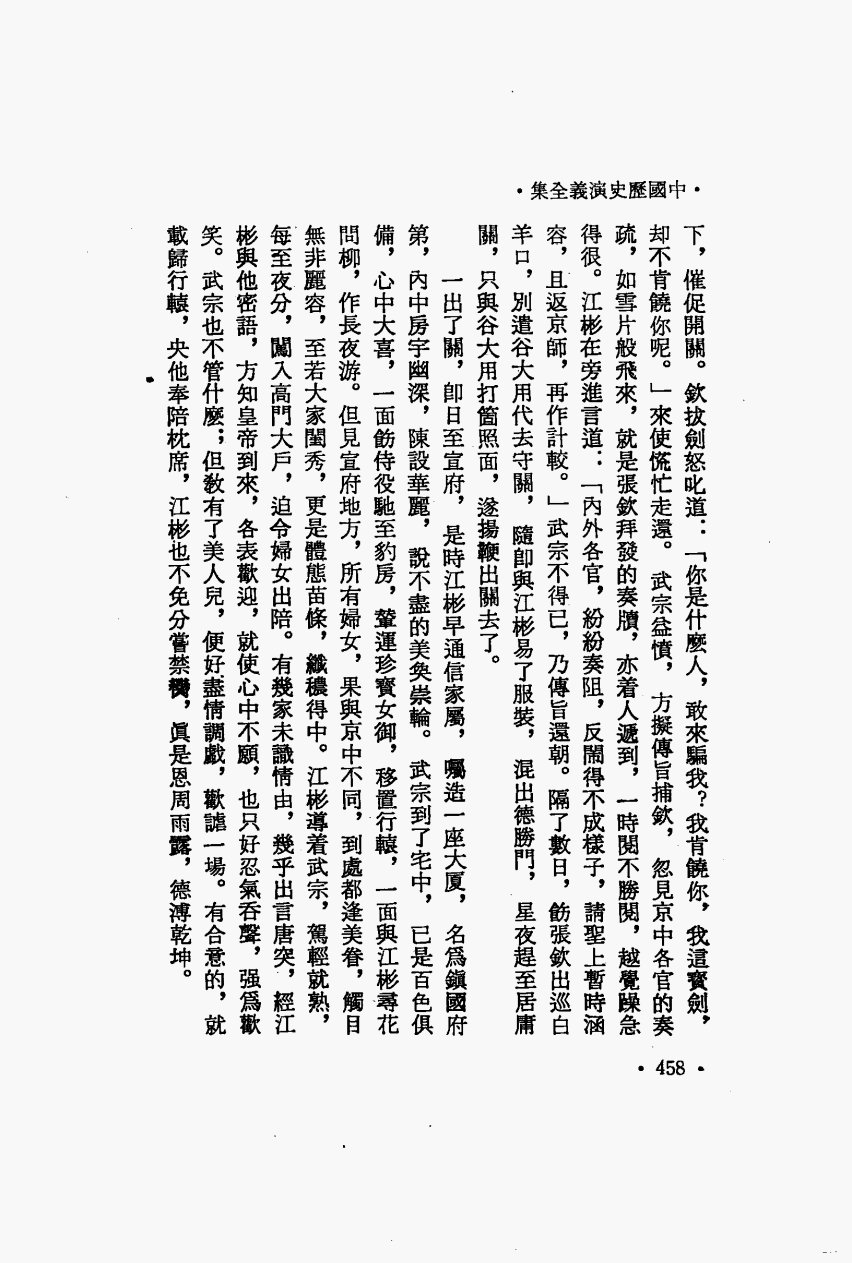 •中國歷史演義全集•
下，催促開關。欽拔劍怒叱道：「你是什麼人，敢來騙我？我肯饒你，我這寶劍，
却不肯饒你呢。」來使慌忙走還。武宗益憤，方擬傳旨捕欽，忽見京中各官的奏
疏，如雪片般飛來，就是張欽拜發的奏牘，亦着人遞到，一時閱不勝閱，越覺躁急
得很。江彬在旁進言道：「內外各官，紛紛奏阻，反鬧得不成樣子，請聖上暫時涵
容，且返京師，再作計較。」武宗不得已，乃傳旨還朝。隔了數日，飭張欽出巡白
羊口，別遣谷大用代去守關，隨卽與江彬易了服裝，混出德勝門，星夜趕至居庸
關，只與谷大用打箇照面，遂揚鞭出關去了。
一出了關，卽日至宣府，是時江彬早通信家屬，囑造一座大厦，名爲鎭國府
第，內中房宇幽深，陳設華麗，說不盡的美奐崇輪。武宗到了宅中，已是百色俱
備，心中大喜，一面飭侍役馳至豹房，輦運珍寶女御，移置行轅，一面與江彬尋花
問柳，作長夜游。但見宣府地方，所有婦女，果與京中不同，到處都逢美眷，觸目
無非麗容，至若大家閨秀，更是體態苗條，纖穠得中。江彬導着武宗，駕輕就熟，
每至夜分，闖入高門大戶，迫令婦女出陪。有幾家未識情由，幾乎出言唐突，經江
彬與他密語，方知皇帝到來，各表歡迎，就使心中不願，也只好忍氣吞聲，强爲歡
笑。武宗也不管什麼；但教有了美人兒，便好盡情調戲，歡謔一場。有合意的，就
載歸行轅，央他奉陪枕席，江彬也不免分嘗禁臠，眞是恩周雨露，德溥乾坤。
•458•